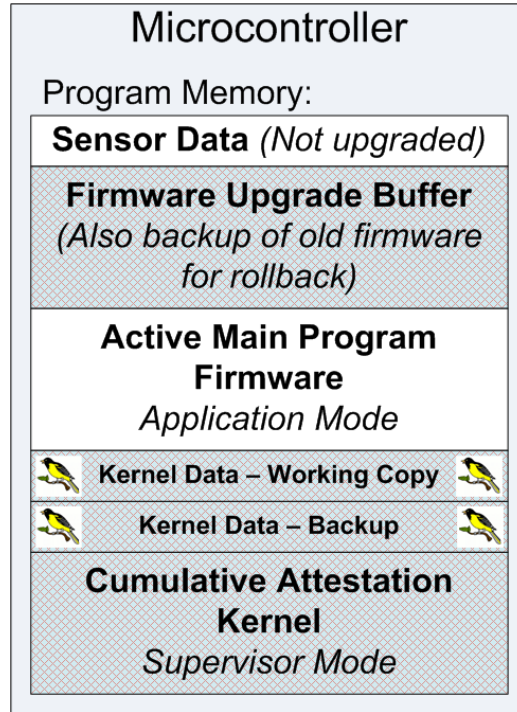 Microcontroller
Program Memory:
Sensor Data (Not upgraded)
Firmware Upgrade Buffer
(Also backup of old firmware
for rollback)
Active Main Program
Firmware
Application Mode
Kernel Data – Working Copy
Kernel Data – Backup
Cumulative Attestation
Kernel
Supervisor Mode